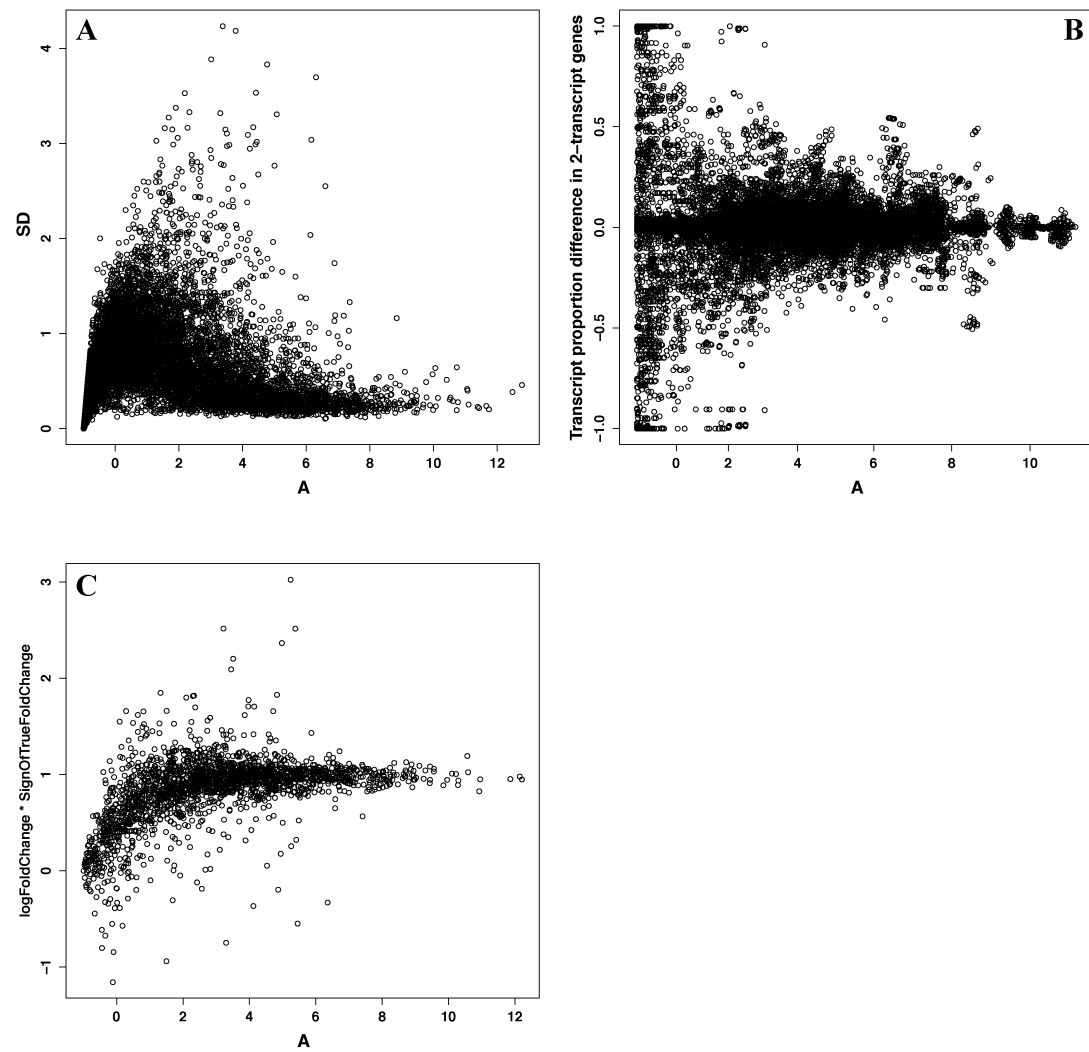 A
SD
4
3
2
1
0
0 2 4 6 8 10 12
A
B
Transcript proportion difference in 2−transcript genes
1.0
0.5
0.0
−0.5
−1.0
0 2 4 6 8 10
A
C
logFoldChange * SignOfTrueFoldChange
3
2
1
0
−1
0 2 4 6 8 10 12
A